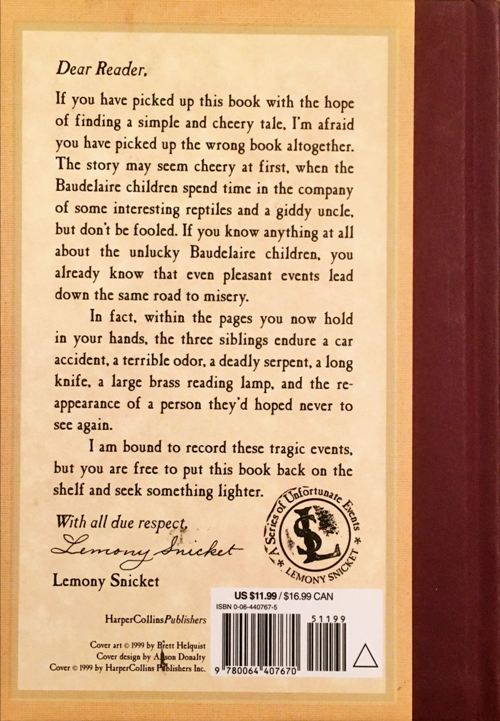 Dear Reader,
If you have picked up this book with the hope
of finding a simple and cheery tale, I'm afraid
you have picked up the wrong book altogether.
The story may seem cheery at first, when the
Baudelaire children spend time in the company
of some interesting reptiles and a giddy uncle,
but don't be fooled. If you know anything at all
about the unlucky Baudelaire children, you
already know that even pleasant events lead
down the same road to misery.
In fact, within the pages you now hold
in your hands, the three siblings endure a car
accident, a terrible odor, a deadly serpent, a long
knife, a large brass reading lamp, and the re-
appearance of a person they'd hoped never to
see again.
I am bound to record these tragic events,
but you are free to put this book back on the
shelf and seek something lighter.
With all due respect,
Lemony Snicket
Lemony Snicket
A Series of Unfortunate Events
LS
* LEMONY SNICKET *
US $11.99 / $16.99 CAN
ISBN 0-06-440767-5
51199
9 780064 407670
HarperCollinsPublishers
Cover art © 1999 by Brett Helquist
Cover design by Alison Donalty
Cover © 1999 by HarperCollins Publishers Inc.